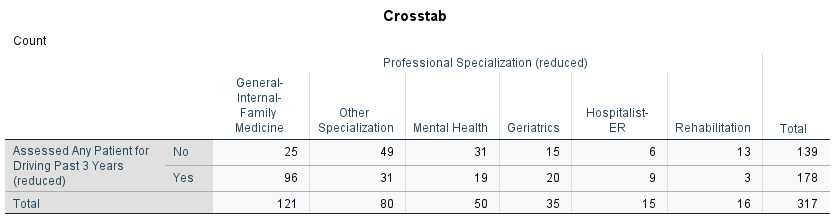 Crosstab
Count
Professional Specialization (reduced)
General-
Internal-
Family
Medicine
Other
Specialization
Mental Health
Geriatrics
Hospitalist-
ER
Rehabilitation
Total
Assessed Any Patient for
Driving Past 3 Years
(reduced)
No 25 49 31 15 6 13 139
Yes 96 31 19 20 9 3 178
Total 121 80 50 35 15 16 317